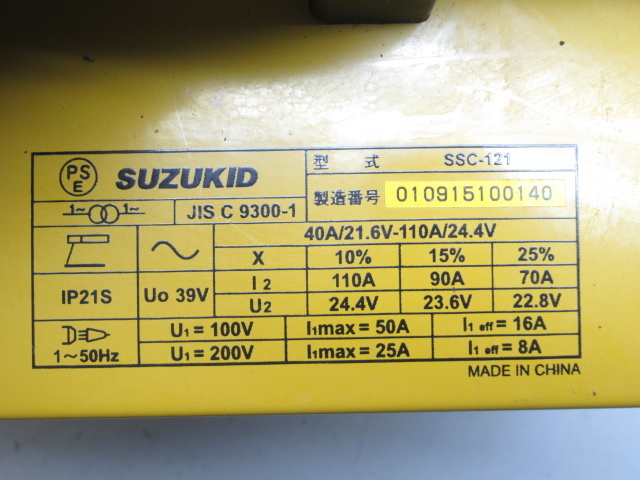 PS
E
SUZUKID
型 式 SSC-121
製造番号 010915100140
1~ 1~ JIS C 9300-1
40A/21.6V-110A/24.4V
X 10% 15% 25%
IP21S Uo 39V I2 110A 90A 70A
U2 24.4V 23.6V 22.8V
1~50Hz U1=100V I1max=50A I1 eff=16A
U1=200V I1max=25A I1 eff=8A
MADE IN CHINA